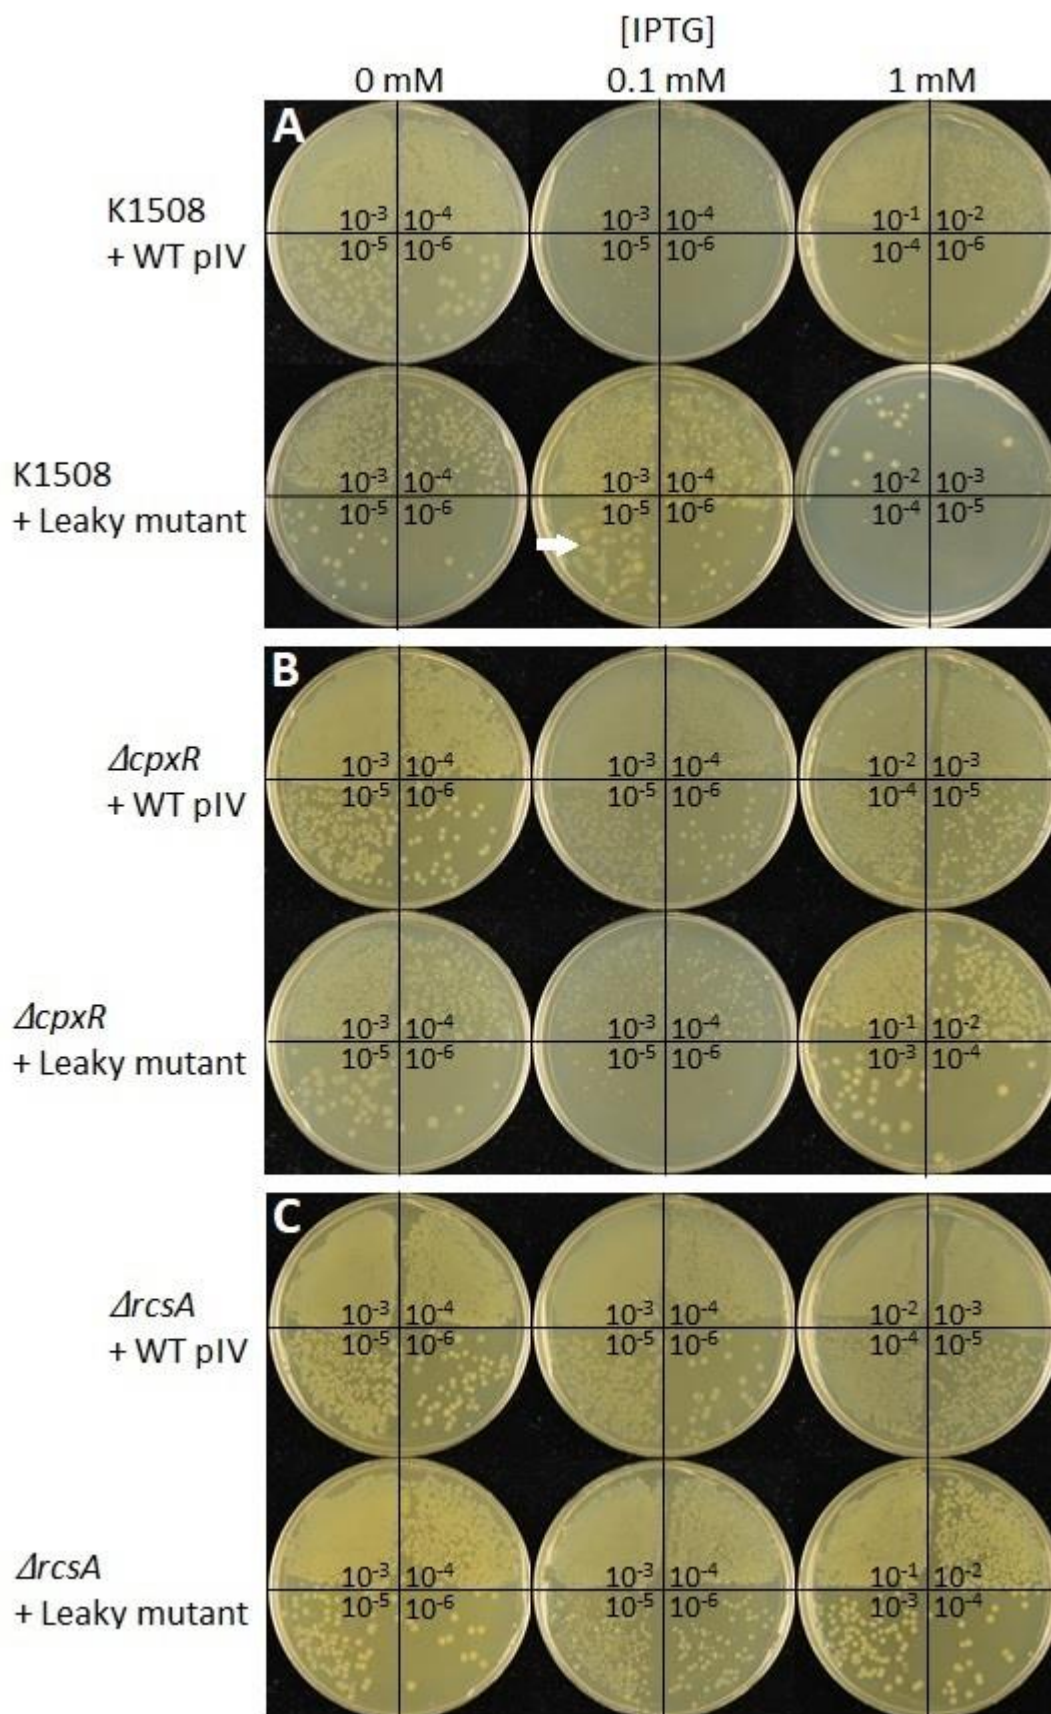 [IPTG]
0 mM 0.1 mM 1 mM
A
K1508
+ WT pIV
10⁻³ 10⁻⁴ 10⁻³ 10⁻⁴ 10⁻¹ 10⁻²
10⁻⁵ 10⁻⁶ 10⁻⁵ 10⁻⁶ 10⁻⁴ 10⁻⁶
K1508
+ Leaky mutant
10⁻³ 10⁻⁴ 10⁻³ 10⁻⁴ 10⁻² 10⁻³
10⁻⁵ 10⁻⁶ 10⁻⁵ 10⁻⁶ 10⁻⁴ 10⁻⁵
B
ΔcpxR
+ WT pIV
10⁻³ 10⁻⁴ 10⁻³ 10⁻⁴ 10⁻² 10⁻³
10⁻⁵ 10⁻⁶ 10⁻⁵ 10⁻⁶ 10⁻⁴ 10⁻⁵
ΔcpxR
+ Leaky mutant
10⁻³ 10⁻⁴ 10⁻³ 10⁻⁴ 10⁻¹ 10⁻²
10⁻⁵ 10⁻⁶ 10⁻⁵ 10⁻⁶ 10⁻³ 10⁻⁴
C
ΔrcsA
+ WT pIV
10⁻³ 10⁻⁴ 10⁻³ 10⁻⁴ 10⁻² 10⁻³
10⁻⁵ 10⁻⁶ 10⁻⁵ 10⁻⁶ 10⁻⁴ 10⁻⁵
ΔrcsA
+ Leaky mutant
10⁻³ 10⁻⁴ 10⁻³ 10⁻⁴ 10⁻¹ 10⁻²
10⁻⁵ 10⁻⁶ 10⁻⁵ 10⁻⁶ 10⁻³ 10⁻⁴